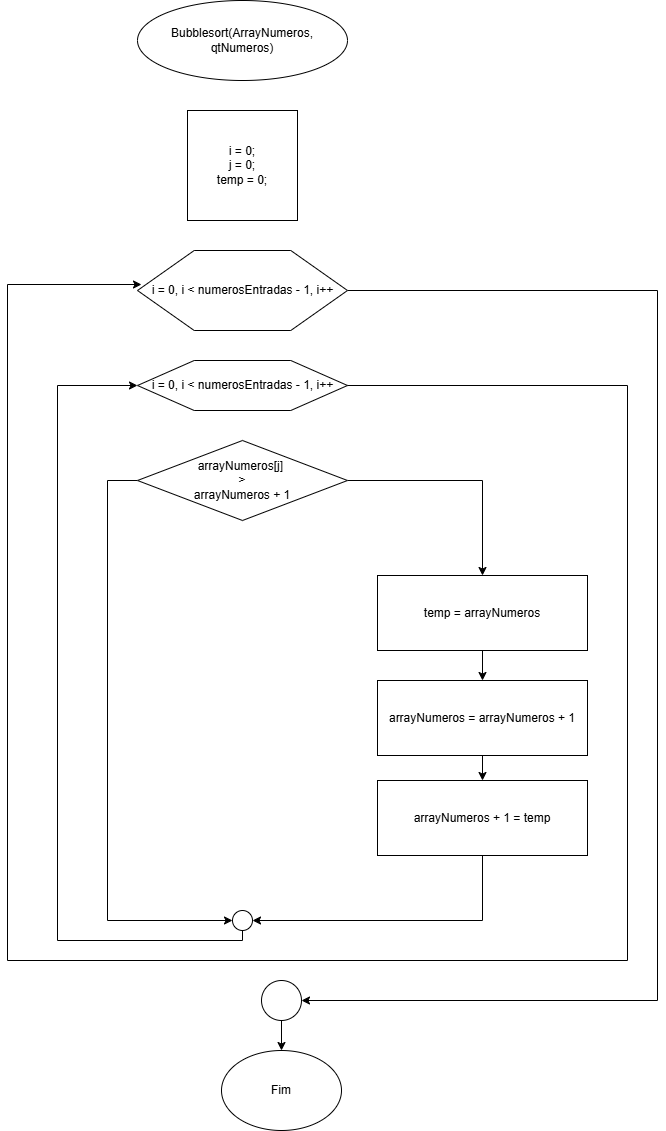 Bubblesort(ArrayNumeros,
qtNumeros)
i = 0;
j = 0;
temp = 0;
i = 0, i < numerosEntradas - 1, i++
i = 0, i < numerosEntradas - 1, i++
arrayNumeros[j]
>
arrayNumeros + 1
temp = arrayNumeros
arrayNumeros = arrayNumeros + 1
arrayNumeros + 1 = temp
Fim